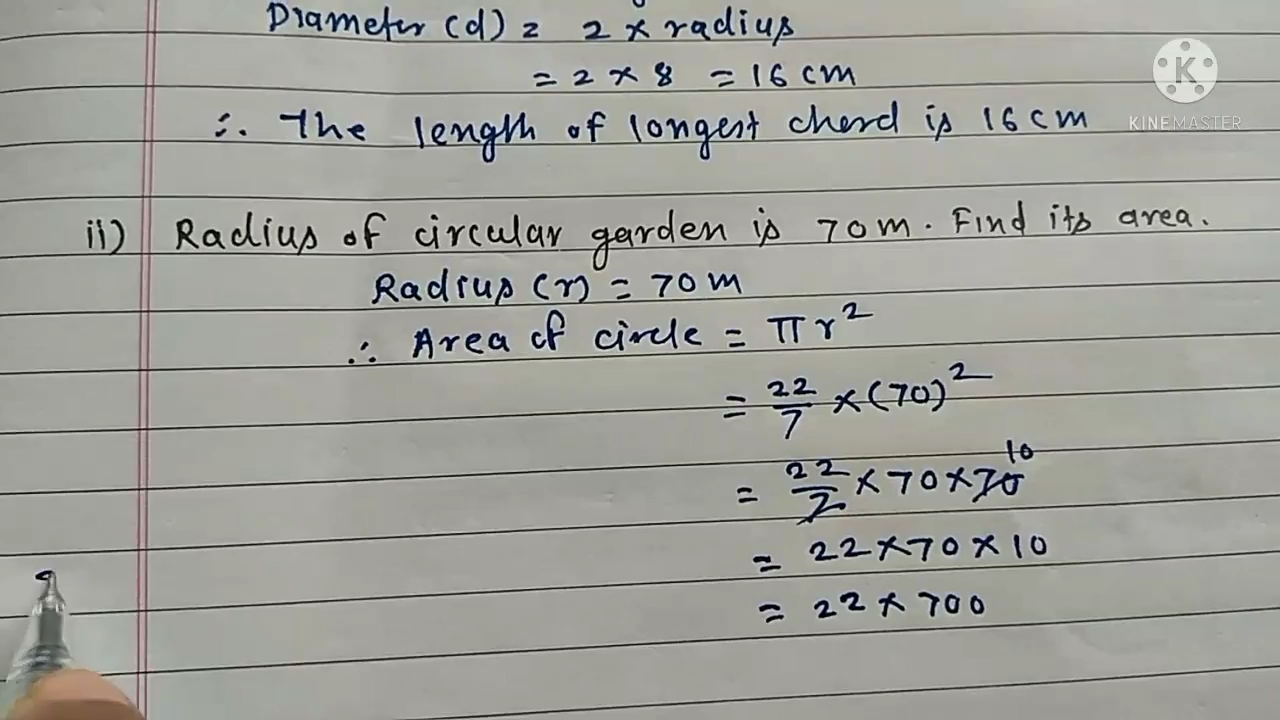 Diameter (d) = 2 × radius
= 2 × 8 = 16 cm
∴ The length of longest chord is 16 cm
ii) Radius of circular garden is 70 m. Find its area.
Radius (r) = 70 m
∴ Area of circle = πr²
= 22/7 × (70)²
= 22/7 × 70 × 70 10
= 22 × 70 × 10
= 22 × 700
K
KINEMASTER